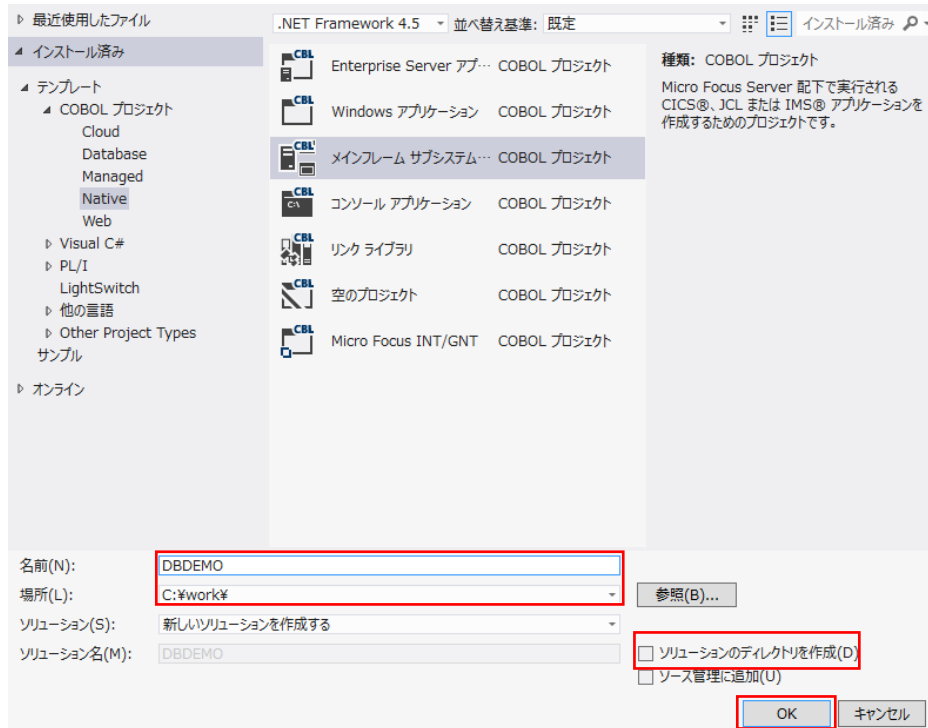 最近使用したファイル
インストール済み
テンプレート
COBOL プロジェクト
Cloud
Database
Managed
Native
Web
Visual C#
PL/I
LightSwitch
他の言語
Other Project Types
サンプル
オンライン
.NET Framework 4.5 並べ替え基準: 既定
インストール済み
CBL Enterprise Server アプ… COBOL プロジェクト
CBL Windows アプリケーション COBOL プロジェクト
CBL メインフレーム サブシステム… COBOL プロジェクト
CBL C:\ コンソール アプリケーション COBOL プロジェクト
CBL リンク ライブラリ COBOL プロジェクト
CBL 空のプロジェクト COBOL プロジェクト
CBL Micro Focus INT/GNT COBOL プロジェクト
種類: COBOL プロジェクト
Micro Focus Server 配下で実行される
CICS®、JCL または IMS® アプリケーションを
作成するためのプロジェクトです。
名前(N): DBDEMO
場所(L): C:¥work¥ 参照(B)...
ソリューション(S): 新しいソリューションを作成する
ソリューション名(M): DBDEMO ソリューションのディレクトリを作成(D)
ソース管理に追加(U)
OK キャンセル